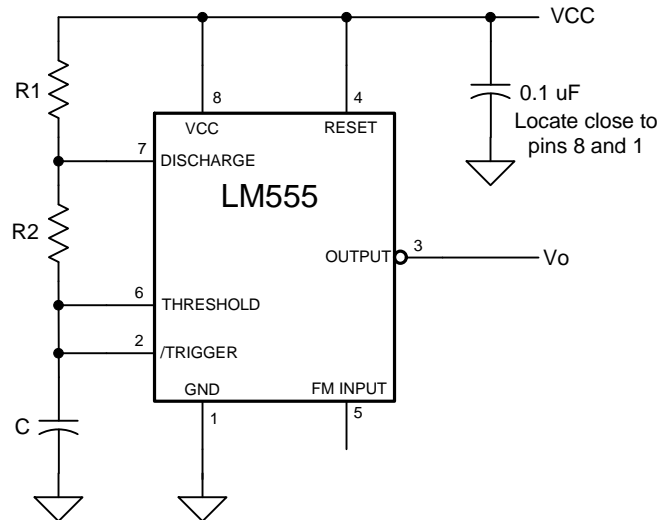 VCC
R1
8
4
0.1 uF
VCC
RESET
Locate close to
pins 8 and 1
7
DISCHARGE
LM555
R2
OUTPUT
3
Vo
6
THRESHOLD
2
/TRIGGER
GND
FM INPUT
C
1
5